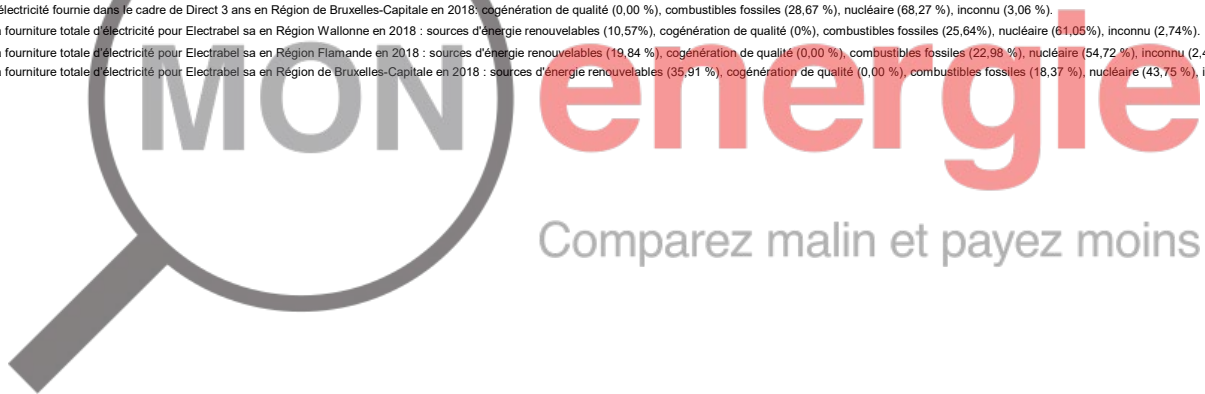 électricité fournie dans le cadre de Direct 3 ans en Région de Bruxelles-Capitale en 2018: cogénération de qualité (0,00 %), combustibles fossiles (28,67 %), nucléaire (68,27 %), inconnu (3,06 %).
fourniture totale d'électricité pour Electrabel sa en Région Wallonne en 2018 : sources d'énergie renouvelables (10,57%), cogénération de qualité (0%), combustibles fossiles (25,64%), nucléaire (61,05%), inconnu (2,74%).
fourniture totale d'électricité pour Electrabel sa en Région Flamande en 2018 : sources d'énergie renouvelables (19,84 %), cogénération de qualité (0,00 %), combustibles fossiles (22,98 %), nucléaire (54,72 %), inconnu (2,4
fourniture totale d'électricité pour Electrabel sa en Région de Bruxelles-Capitale en 2018 : sources d'énergie renouvelables (35,91 %), cogénération de qualité (0,00 %), combustibles fossiles (18,37 %), nucléaire (43,75 %), i
MON energie
Comparez malin et payez moins